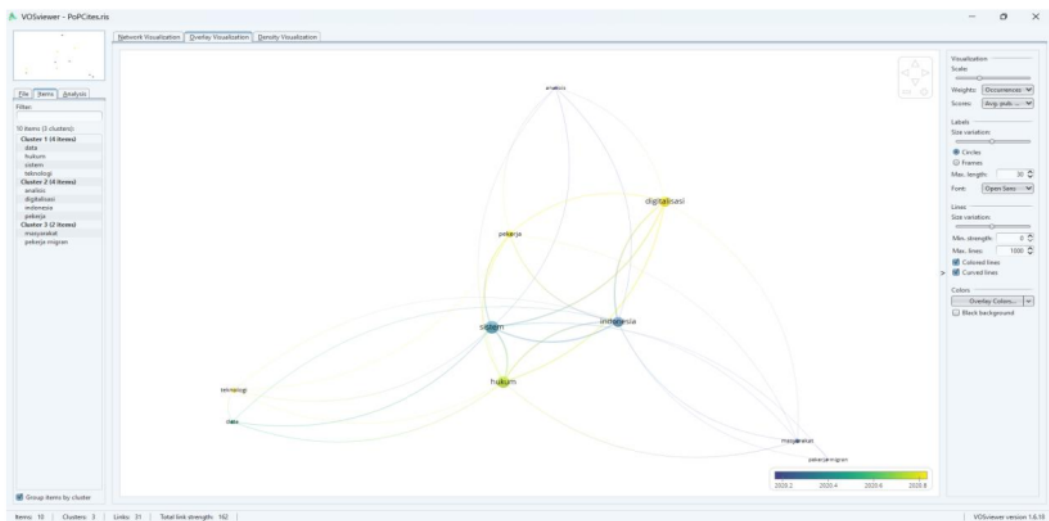 VOSviewer - PoPCites.ris
Network Visualization Overlay Visualization Density Visualization
File Items Analysis
Filter:
10 items (3 clusters):
Cluster 1 (4 items)
data
hukum
sistem
teknologi
Cluster 2 (4 items)
analisis
digitalisasi
indonesia
pekerja
Cluster 3 (2 items)
masyarakat
pekerja migran
Group items by cluster
analisis
digitalisasi
pekerja
sistem
indonesia
hukum
teknologi
data
masyarakat
pekerja migran
2020.2 2020.4 2020.6 2020.8
Visualization
Scale:
Weights: Occurrences
Scores: Avg. pub. ...
Labels
Size variation:
Circles
Frames
Max. length: 30
Font: Open Sans
Lines
Size variation:
Min. strength: 0
Max. lines: 1000
Colored lines
Curved lines
Colors
Overlay Colors...
Black background
Items: 10 | Clusters: 3 | Links: 31 | Total link strength: 162
VOSviewer version 1.6.18